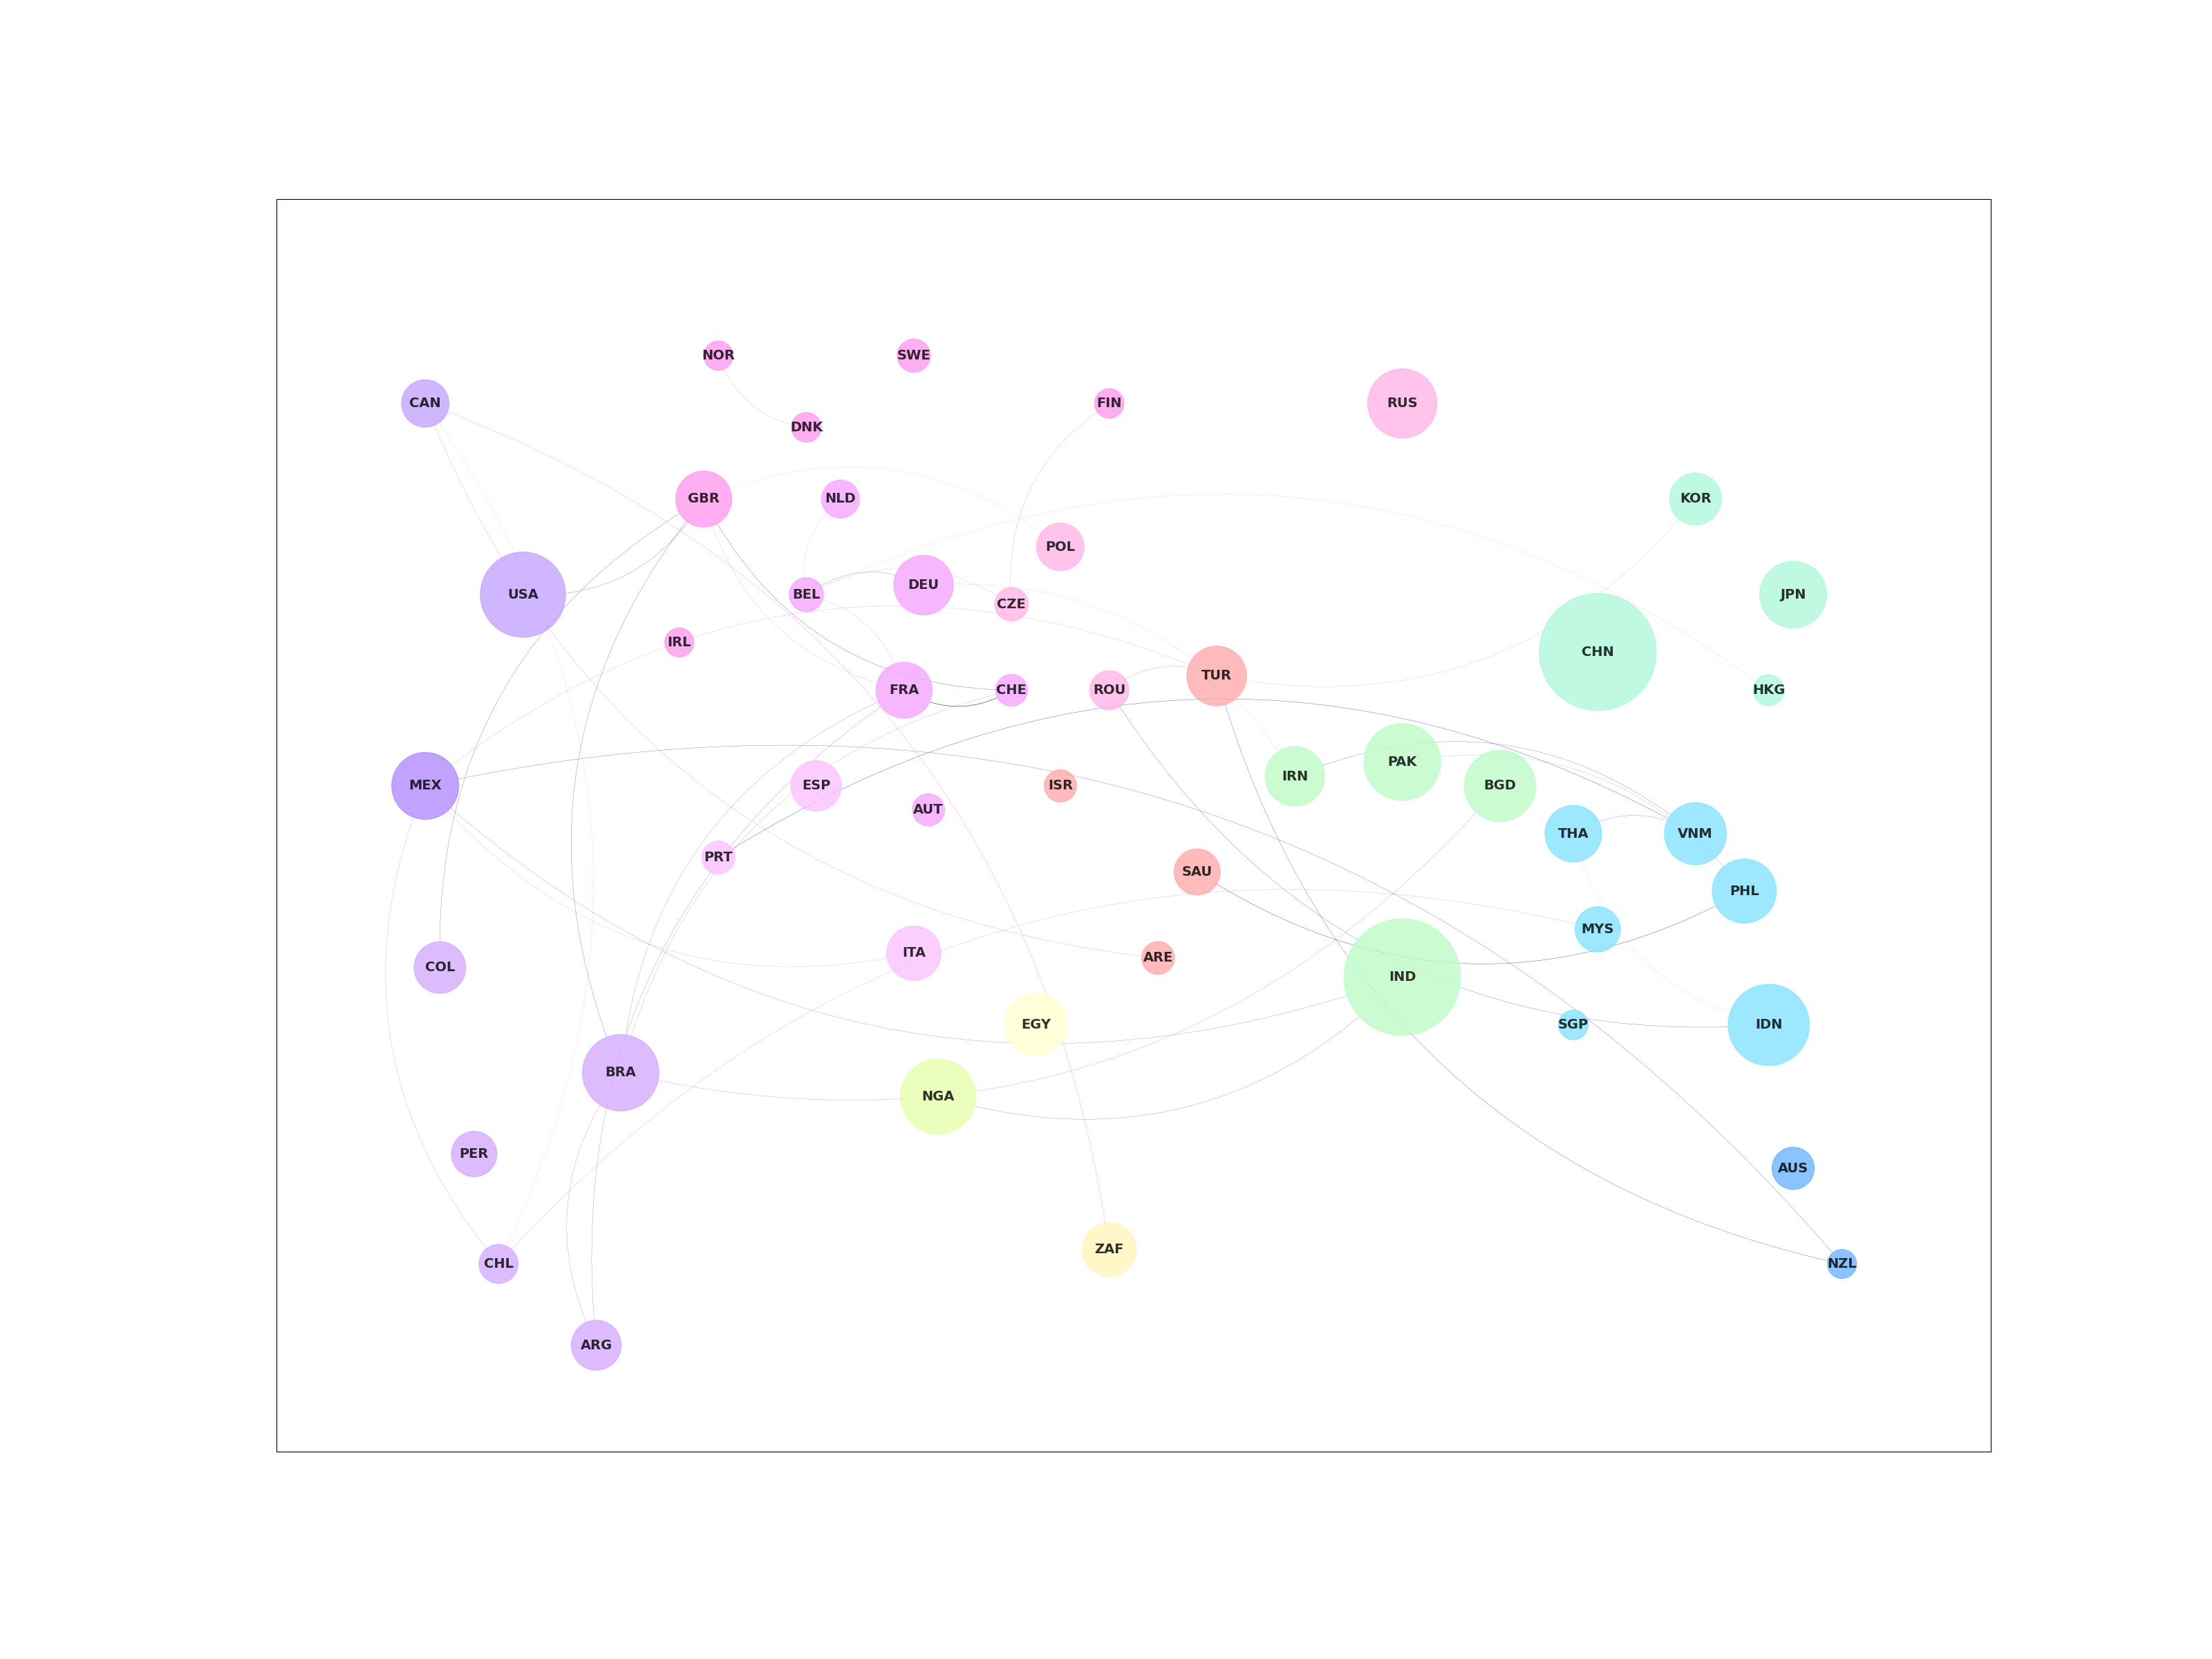 NOR
SWE
CAN
FIN
RUS
DNK
GBR
NLD
KOR
POL
DEU
USA
BEL
CZE
JPN
IRL
CHN
TUR
FRA
CHE
ROU
HKG
PAK
IRN
MEX
ESP
ISR
BGD
AUT
THA
VNM
PRT
SAU
PHL
MYS
ITA
ARE
COL
IND
EGY
SGP
IDN
BRA
NGA
PER
AUS
ZAF
CHL
NZL
ARG